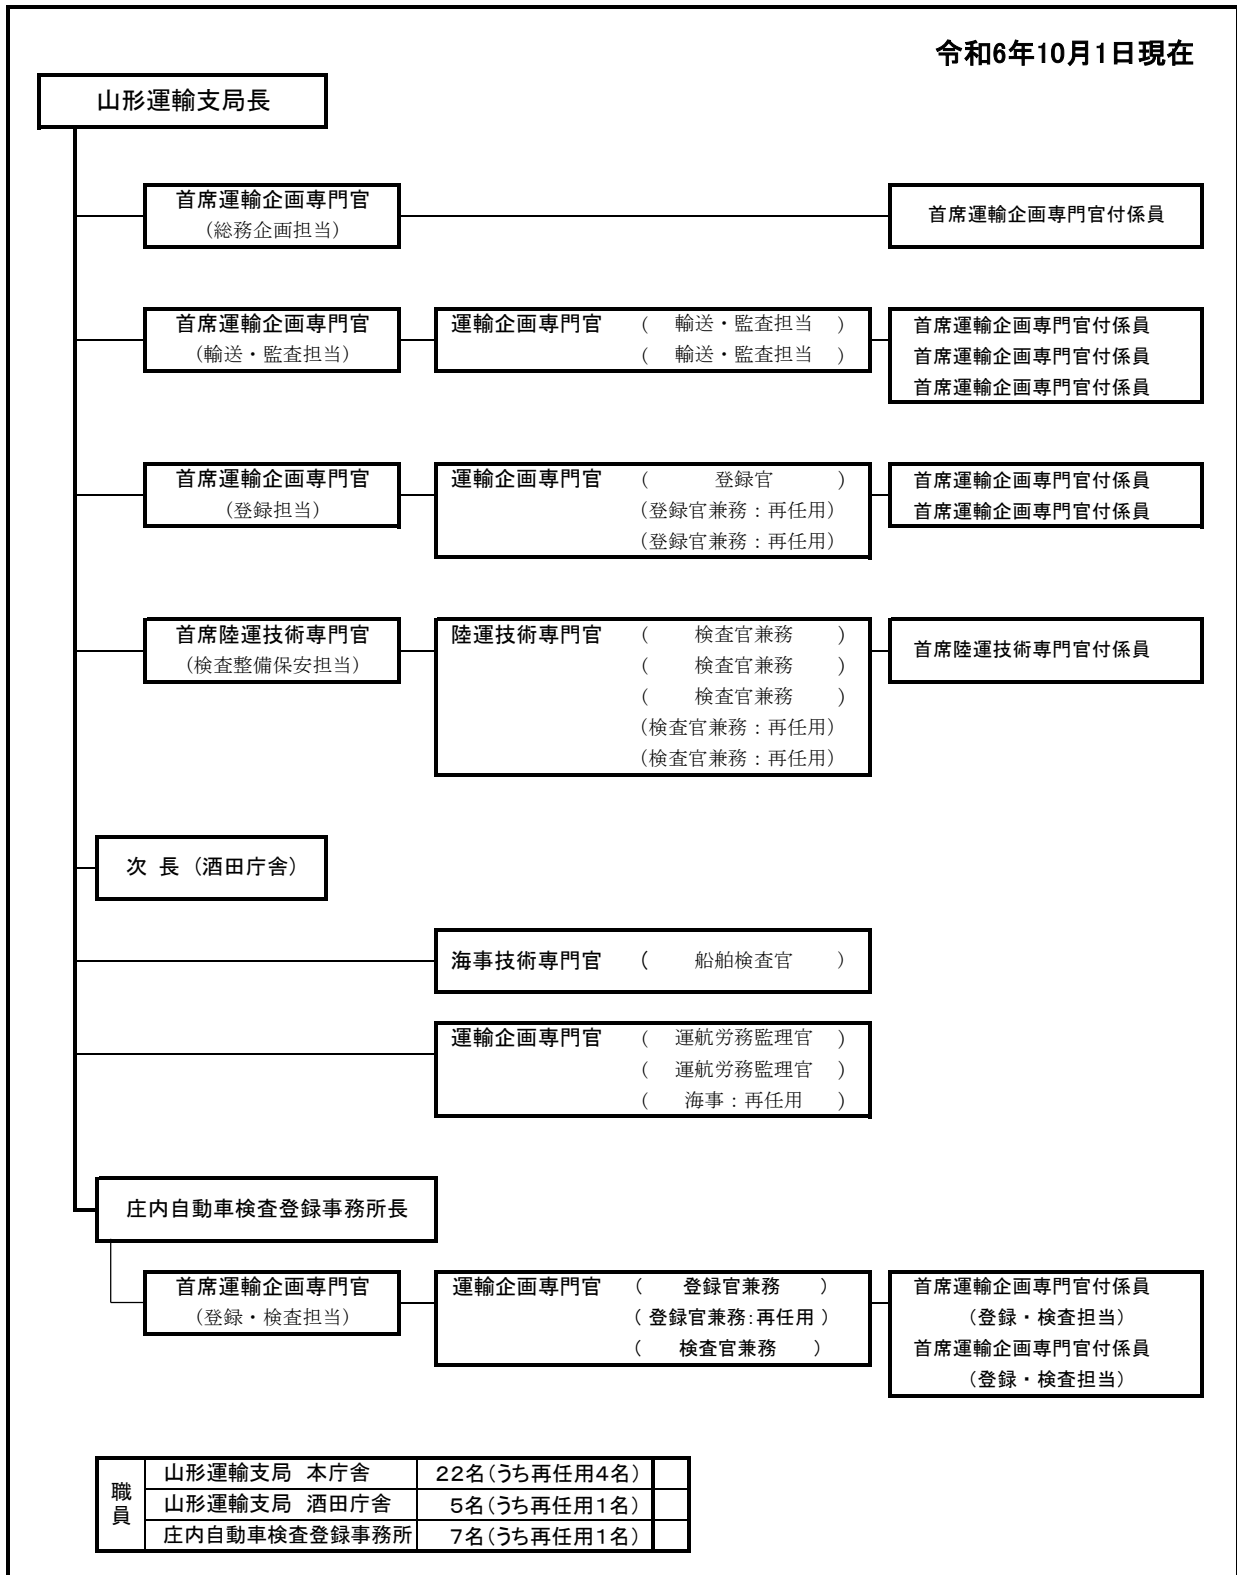 令和6年10月1日現在
山形運輸支局長
首席運輸企画専門官
（総務企画担当）
首席運輸企画専門官付係員
首席運輸企画専門官
（輸送・監査担当）
運輸企画専門官 （ 輸送・監査担当 ）
（ 輸送・監査担当 ）
首席運輸企画専門官付係員
首席運輸企画専門官付係員
首席運輸企画専門官付係員
首席運輸企画専門官
（登録担当）
運輸企画専門官 （ 登録官 ）
（登録官兼務：再任用）
（登録官兼務：再任用）
首席運輸企画専門官付係員
首席運輸企画専門官付係員
首席陸運技術専門官
（検査整備保安担当）
陸運技術専門官 （ 検査官兼務 ）
（ 検査官兼務 ）
（ 検査官兼務 ）
（検査官兼務：再任用）
（検査官兼務：再任用）
首席陸運技術専門官付係員
次 長（酒田庁舎）
海事技術専門官 （ 船舶検査官 ）
運輸企画専門官 （ 運航労務監理官 ）
（ 運航労務監理官 ）
（ 海事：再任用 ）
庄内自動車検査登録事務所長
首席運輸企画専門官
（登録・検査担当）
運輸企画専門官 （ 登録官兼務 ）
（ 登録官兼務：再任用 ）
（ 検査官兼務 ）
首席運輸企画専門官付係員
（登録・検査担当）
首席運輸企画専門官付係員
（登録・検査担当）
職員
山形運輸支局 本庁舎 22名（うち再任用4名）
山形運輸支局 酒田庁舎 5名（うち再任用1名）
庄内自動車検査登録事務所 7名（うち再任用1名）